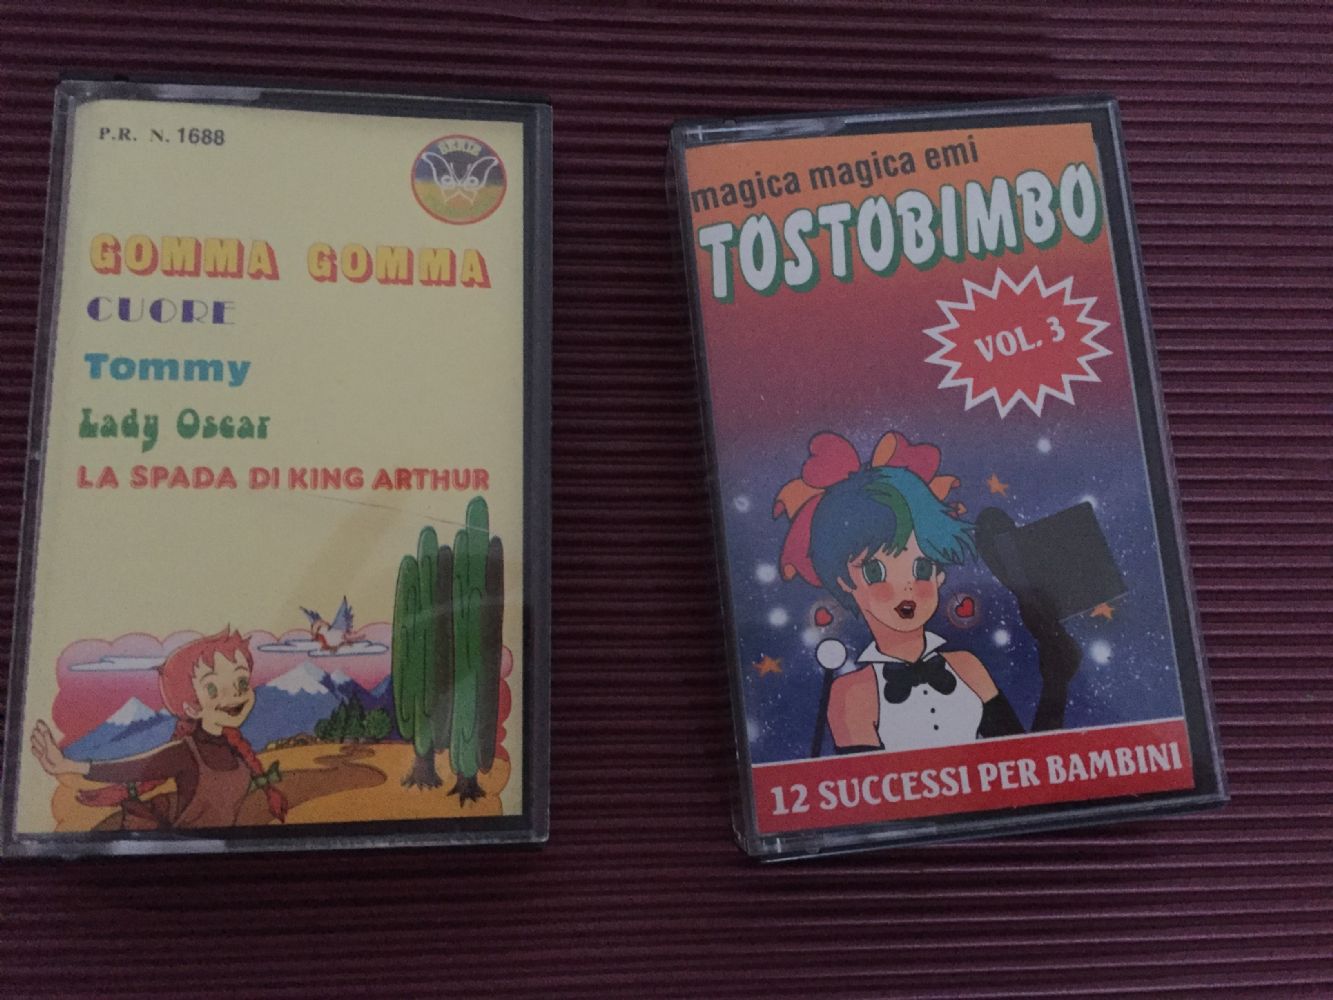 P.R. N. 1688
GOMMA GOMMA
CUORE
Tommy
Lady Oscar
LA SPADA DI KING ARTHUR
magica magica emi
TOSTOBIMBO
VOL. 3
12 SUCCESSI PER BAMBINI